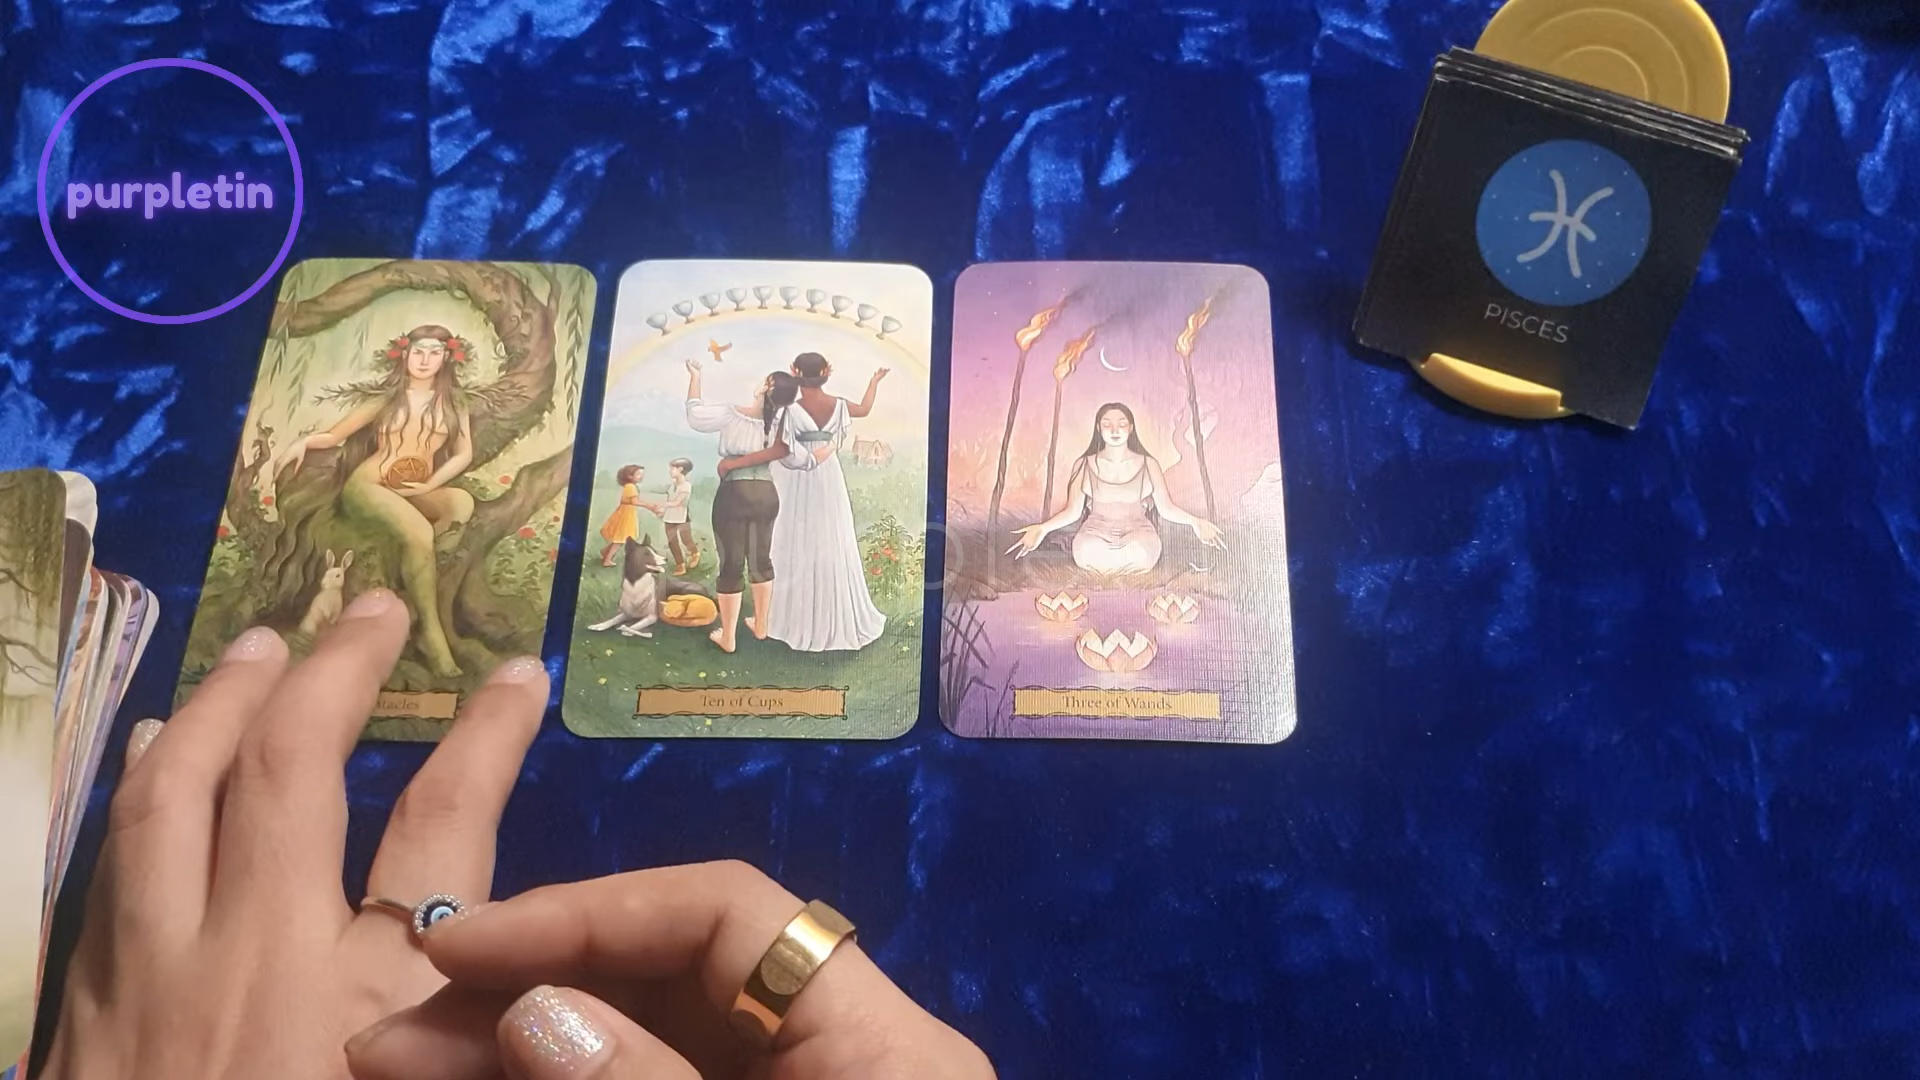 purpletin
PISCES
Ten of Cups
Three of Wands